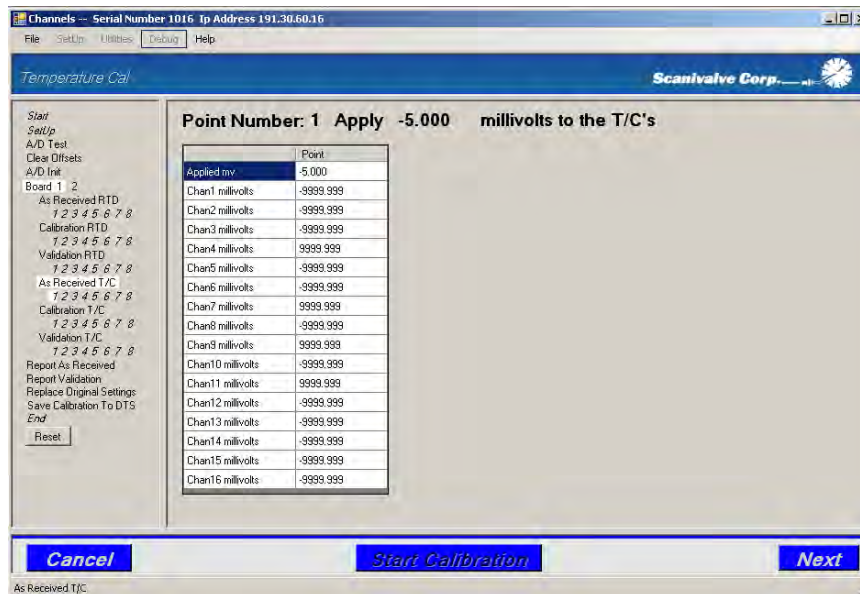 Channels -- Serial Number 1016 Ip Address 191.30.60.16
File SetUp Utilities Debug Help
Temperature Cal
Scanivalve Corp.
Start
SetUp
A/D Test
Clear Offsets
A/D Init
Board 1 2
As Received RTD
1 2 3 4 5 6 7 8
Calibration RTD
1 2 3 4 5 6 7 8
Validation RTD
1 2 3 4 5 6 7 8
As Received T/C
1 2 3 4 5 6 7 8
Calibration T/C
1 2 3 4 5 6 7 8
Validation T/C
1 2 3 4 5 6 7 8
Report As Received
Report Validation
Replace Original Settings
Save Calibration To DTS
End
Reset
Point Number: 1 Apply -5.000 millivolts to the T/C's
Point
Applied mv -5.000
Chan1 millivolts -9999.999
Chan2 millivolts -9999.999
Chan3 millivolts -9999.999
Chan4 millivolts 9999.999
Chan5 millivolts -9999.999
Chan6 millivolts -9999.999
Chan7 millivolts 9999.999
Chan8 millivolts -9999.999
Chan9 millivolts 9999.999
Chan10 millivolts -9999.999
Chan11 millivolts 9999.999
Chan12 millivolts -9999.999
Chan13 millivolts -9999.999
Chan14 millivolts -9999.999
Chan15 millivolts -9999.999
Chan16 millivolts -9999.999
Cancel
Start Calibration
Next
As Received T/C